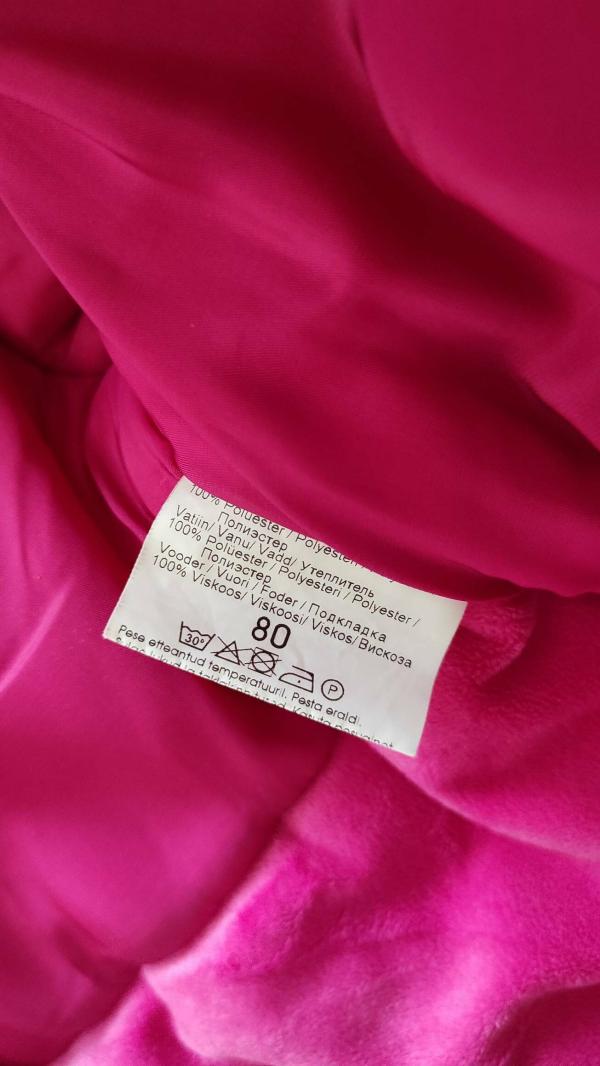 100% Polüester / Polyester
Полиэстер
Vatiin/ Vanu/ Vadd/ Утеплитель
100% Polüester / Polyesteri / Polyester /
Полиэстер
Vooder / Vuori / Foder / Подкладка
100% Viskoos/ Viskoosi/ Viskos/ Вискоза
80
30° P
Pese etteantud temperatuuril. Pesta eraldi.